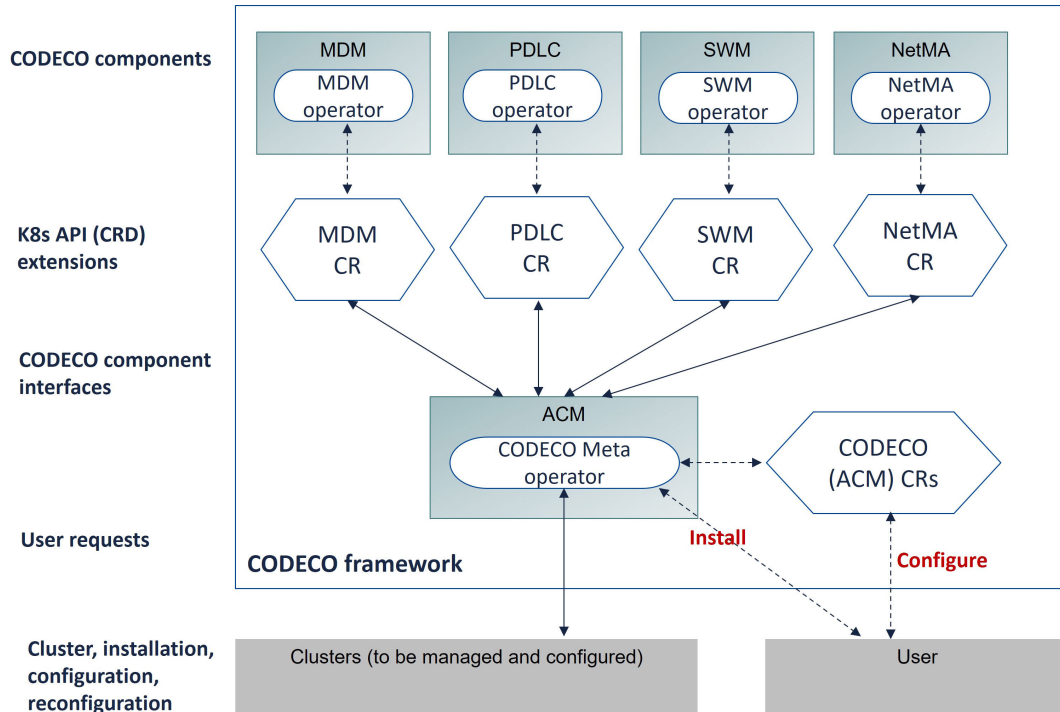 CODECO components
MDM
MDM
operator
PDLC
PDLC
operator
SWM
SWM
operator
NetMA
NetMA
operator
K8s API (CRD)
extensions
MDM
CR
PDLC
CR
SWM
CR
NetMA
CR
CODECO component
interfaces
ACM
CODECO Meta
operator
CODECO
(ACM) CRs
User requests
Install
Configure
CODECO framework
Cluster, installation,
configuration,
reconfiguration
Clusters (to be managed and configured)
User